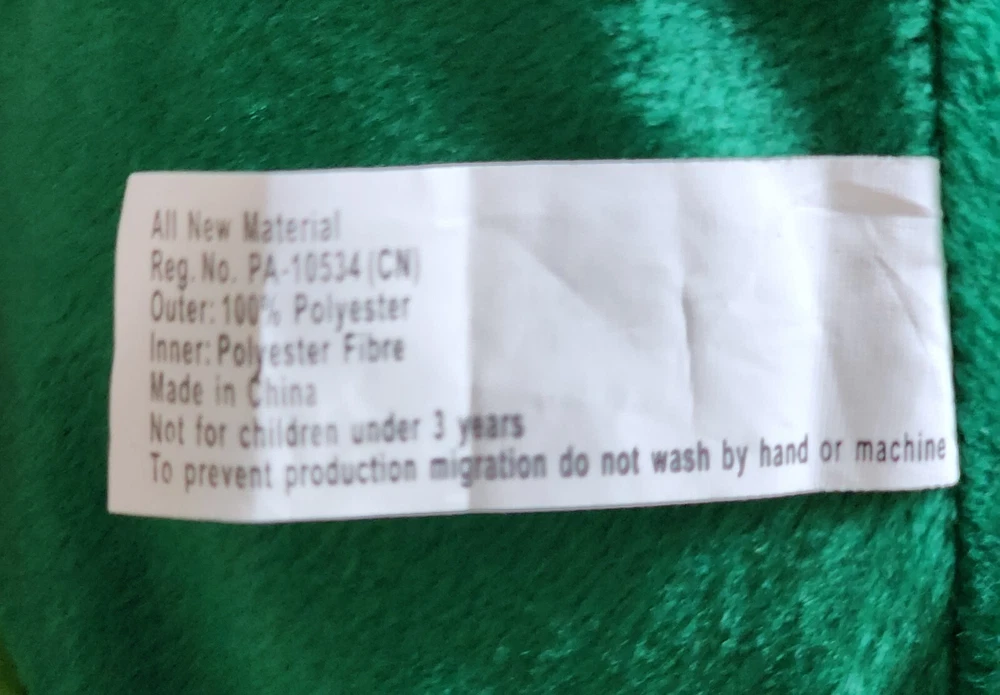 All New Material
Reg. No. PA-10534(CN)
Outer: 100% Polyester
Inner: Polyester Fibre
Made in China
Not for children under 3 years
To prevent production migration do not wash by hand or machine